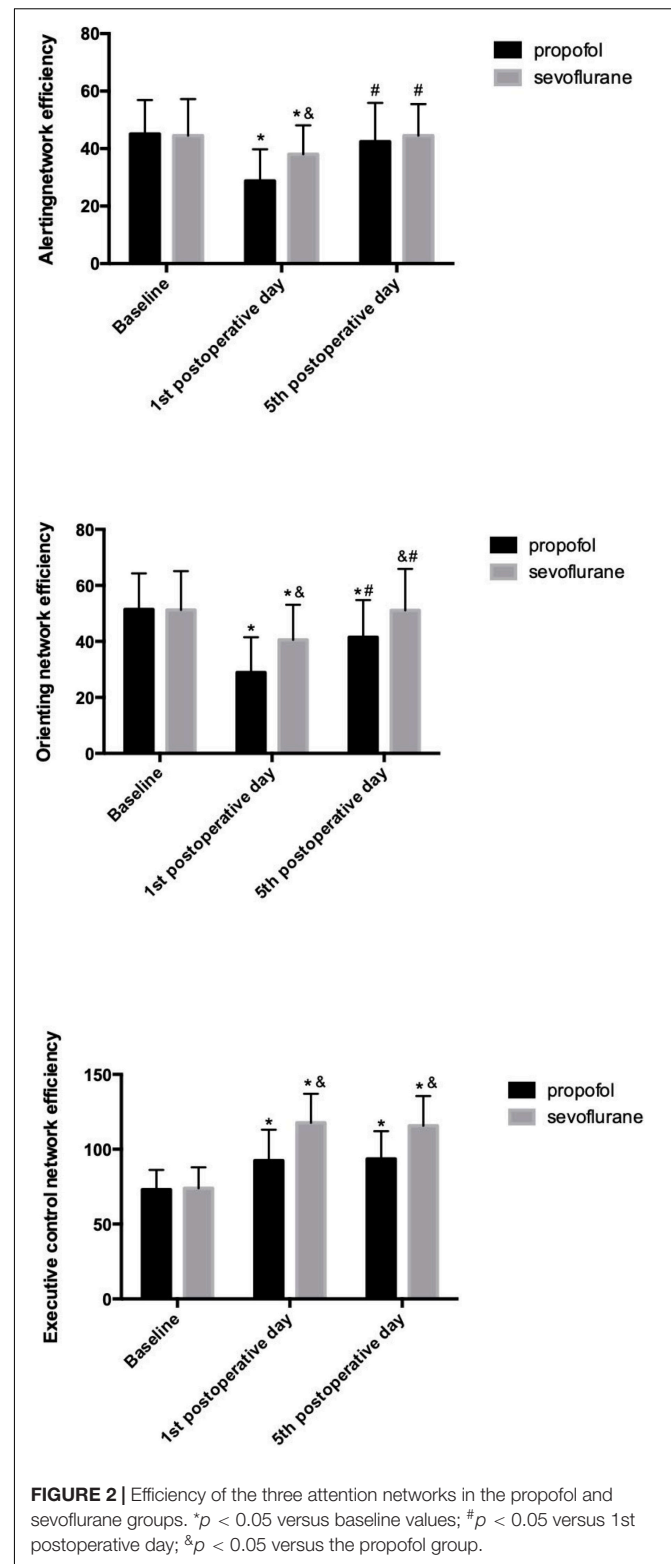 Alertingnetwork efficiency
80
60
40
20
0
propofol
sevoflurane
*
*&
#
#
Baseline
1st postoperative day
5th postoperative day
Orienting network efficiency
80
60
40
20
0
propofol
sevoflurane
*
*&
*#
&#
Baseline
1st postoperative day
5th postoperative day
Executive control network efficiency
150
100
50
0
propofol
sevoflurane
*
*&
*
*&
Baseline
1st postoperative day
5th postoperative day
FIGURE 2 | Efficiency of the three attention networks in the propofol and
sevoflurane groups. *p < 0.05 versus baseline values; #p < 0.05 versus 1st
postoperative day; &p < 0.05 versus the propofol group.